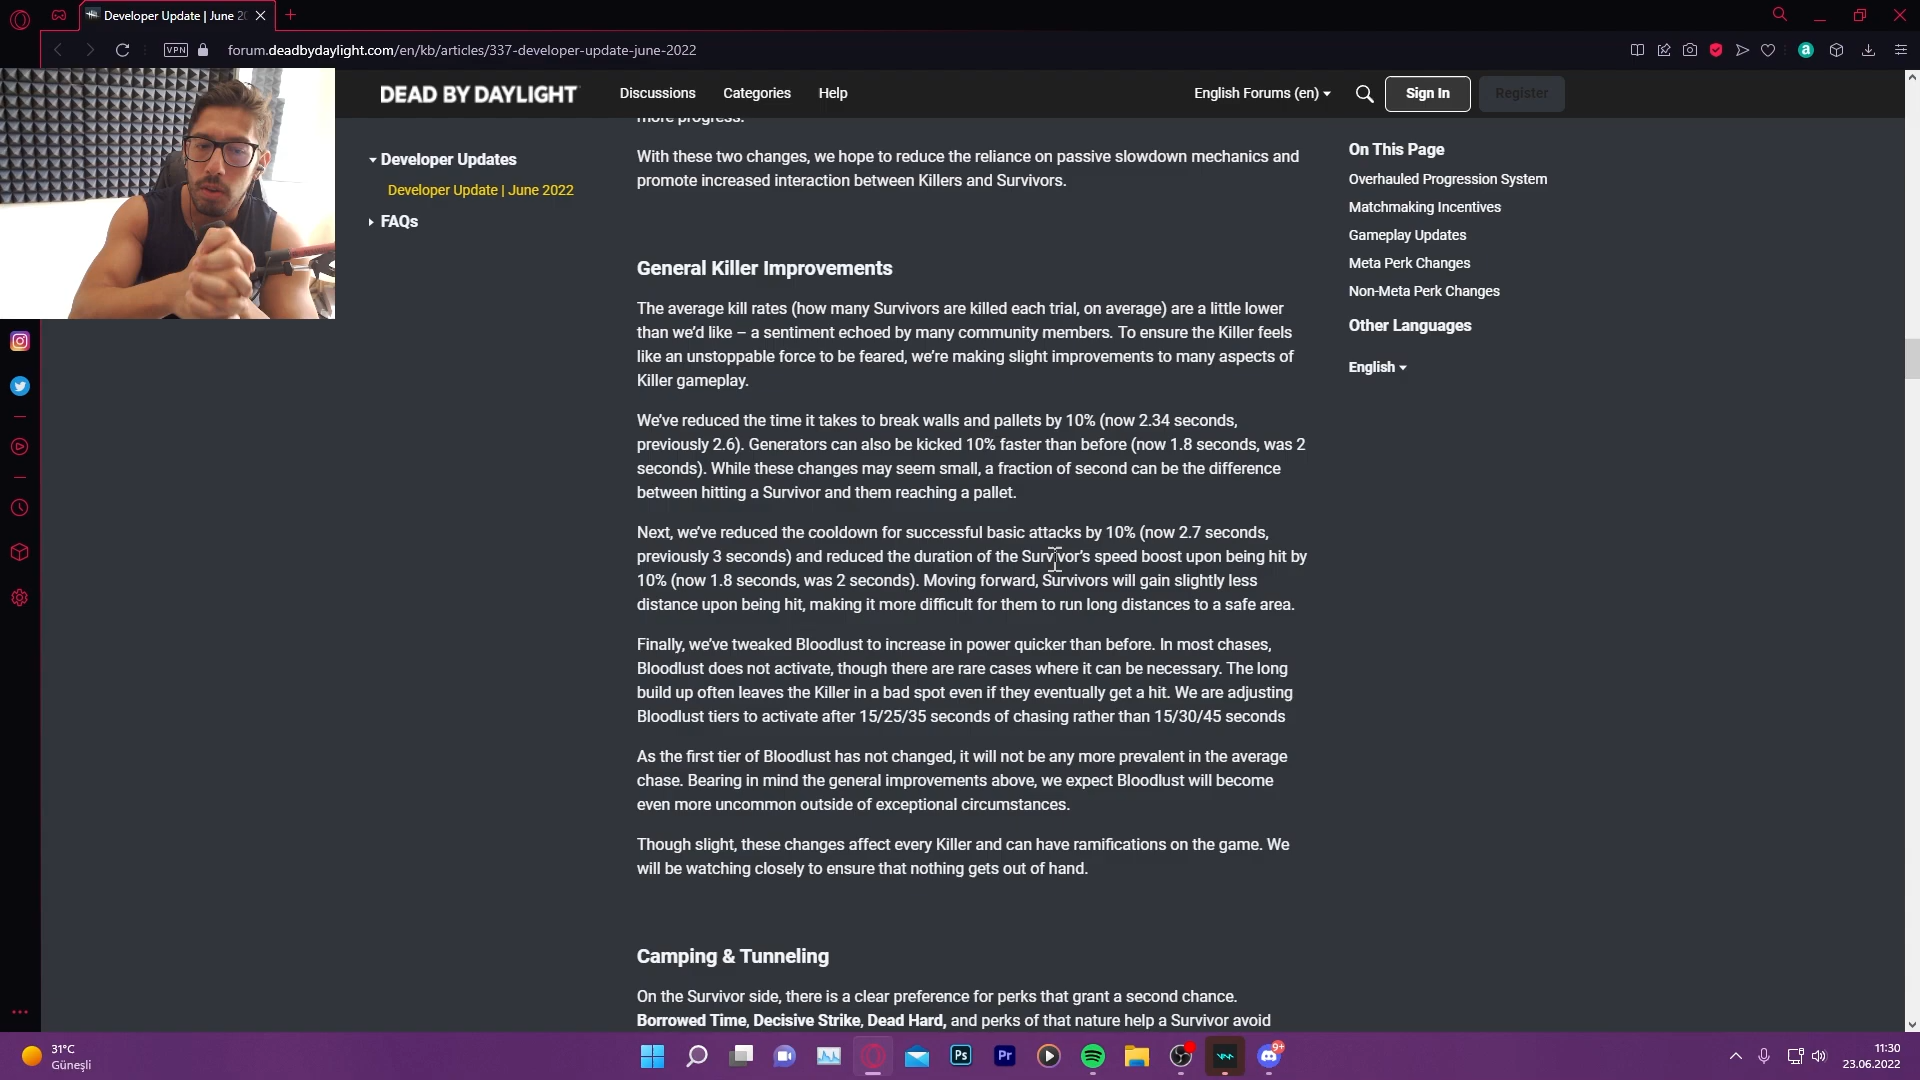 Developer Update | June 20
VPN
forum.deadbydaylight.com/en/kb/articles/337-developer-update-june-2022
DEAD BY DAYLIGHT
Discussions
Categories
Help
English Forums (en)
Sign In
Register
Developer Updates
Developer Update | June 2022
FAQs
more progress.
With these two changes, we hope to reduce the reliance on passive slowdown mechanics and
promote increased interaction between Killers and Survivors.
General Killer Improvements
The average kill rates (how many Survivors are killed each trial, on average) are a little lower
than we'd like – a sentiment echoed by many community members. To ensure the Killer feels
like an unstoppable force to be feared, we're making slight improvements to many aspects of
Killer gameplay.
We've reduced the time it takes to break walls and pallets by 10% (now 2.34 seconds,
previously 2.6). Generators can also be kicked 10% faster than before (now 1.8 seconds, was 2
seconds). While these changes may seem small, a fraction of second can be the difference
between hitting a Survivor and them reaching a pallet.
Next, we've reduced the cooldown for successful basic attacks by 10% (now 2.7 seconds,
previously 3 seconds) and reduced the duration of the Survivor's speed boost upon being hit by
10% (now 1.8 seconds, was 2 seconds). Moving forward, Survivors will gain slightly less
distance upon being hit, making it more difficult for them to run long distances to a safe area.
Finally, we've tweaked Bloodlust to increase in power quicker than before. In most chases,
Bloodlust does not activate, though there are rare cases where it can be necessary. The long
build up often leaves the Killer in a bad spot even if they eventually get a hit. We are adjusting
Bloodlust tiers to activate after 15/25/35 seconds of chasing rather than 15/30/45 seconds
As the first tier of Bloodlust has not changed, it will not be any more prevalent in the average
chase. Bearing in mind the general improvements above, we expect Bloodlust will become
even more uncommon outside of exceptional circumstances.
Though slight, these changes affect every Killer and can have ramifications on the game. We
will be watching closely to ensure that nothing gets out of hand.
Camping & Tunneling
On the Survivor side, there is a clear preference for perks that grant a second chance.
Borrowed Time, Decisive Strike, Dead Hard, and perks of that nature help a Survivor avoid
On This Page
Overhauled Progression System
Matchmaking Incentives
Gameplay Updates
Meta Perk Changes
Non-Meta Perk Changes
Other Languages
English
31°C
Güneşli
a
Ps
Pr
9+
11:30
23.06.2022